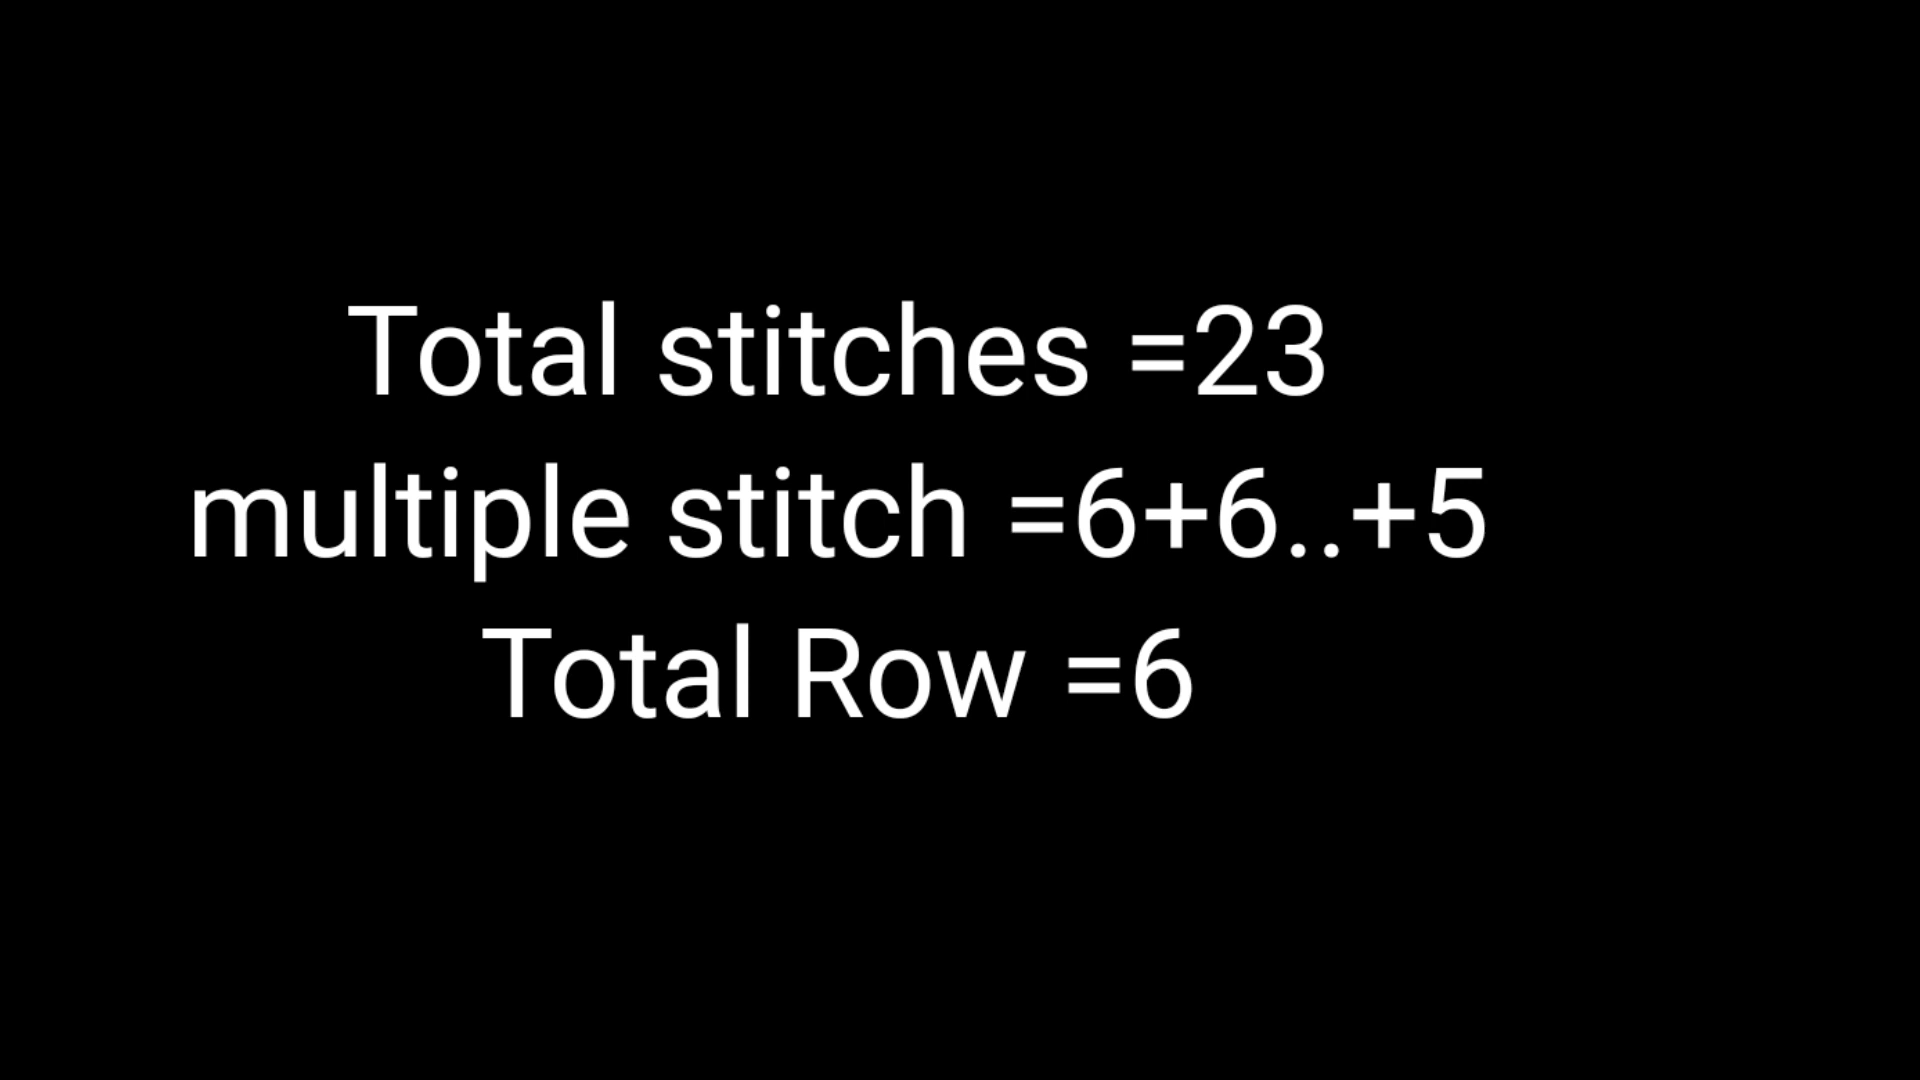 Total stitches =23
multiple stitch =6+6..+5
Total Row =6